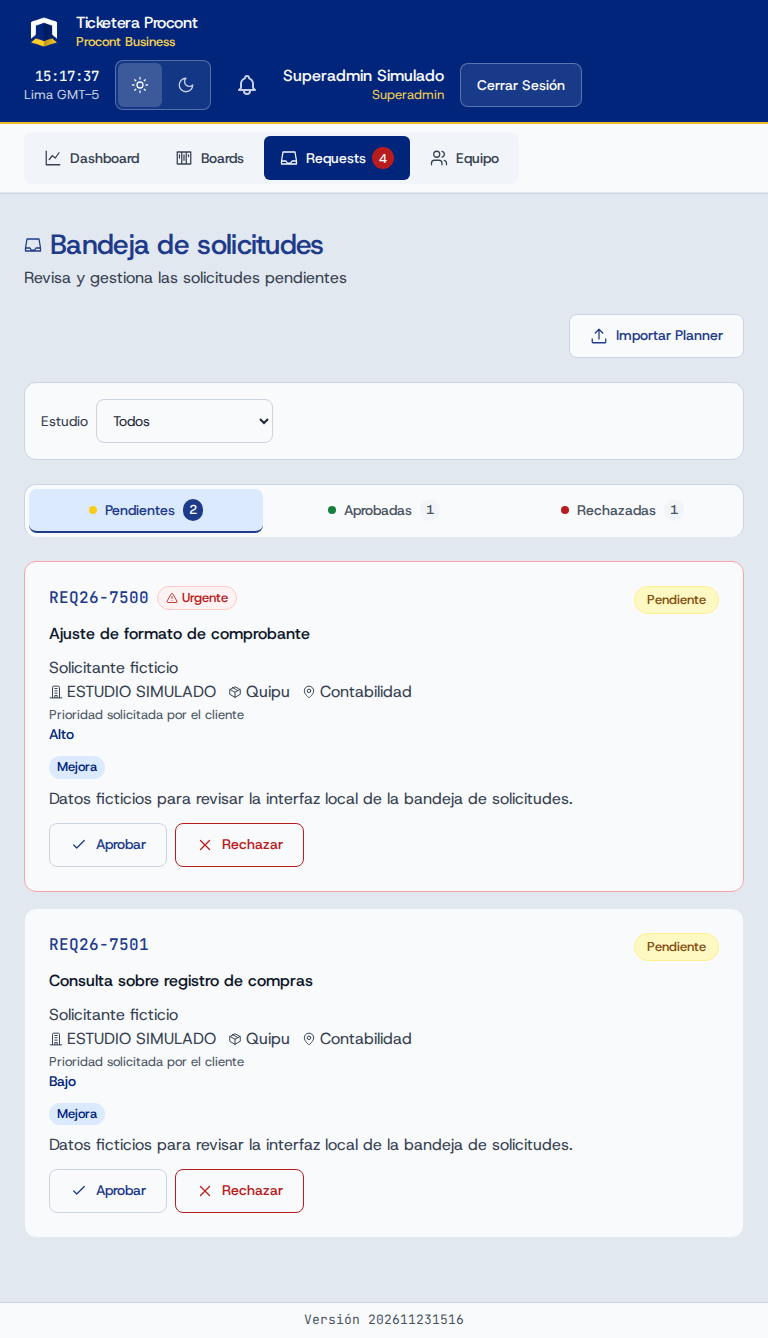 Ticketera Procont
Procont Business
15:17:37
Lima GMT-5
Superadmin Simulado
Superadmin
Cerrar Sesión
Dashboard
Boards
Requests 4
Equipo
Bandeja de solicitudes
Revisa y gestiona las solicitudes pendientes
Importar Planner
Estudio
Todos
Pendientes 2
Aprobadas 1
Rechazadas 1
REQ26-7500
Urgente
Pendiente
Ajuste de formato de comprobante
Solicitante ficticio
ESTUDIO SIMULADO Quipu Contabilidad
Prioridad solicitada por el cliente
Alto
Mejora
Datos ficticios para revisar la interfaz local de la bandeja de solicitudes.
Aprobar
Rechazar
REQ26-7501
Pendiente
Consulta sobre registro de compras
Solicitante ficticio
ESTUDIO SIMULADO Quipu Contabilidad
Prioridad solicitada por el cliente
Bajo
Mejora
Datos ficticios para revisar la interfaz local de la bandeja de solicitudes.
Aprobar
Rechazar
Versión 202611231516